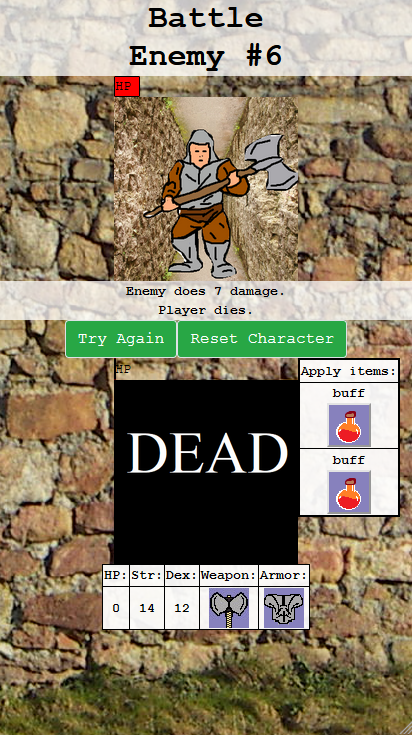 Battle
Enemy #6
HP
Enemy does 7 damage.
Player dies.
Try Again
Reset Character
HP
Apply items:
buff
buff
DEAD
HP: Str: Dex: Weapon: Armor:
0 14 12